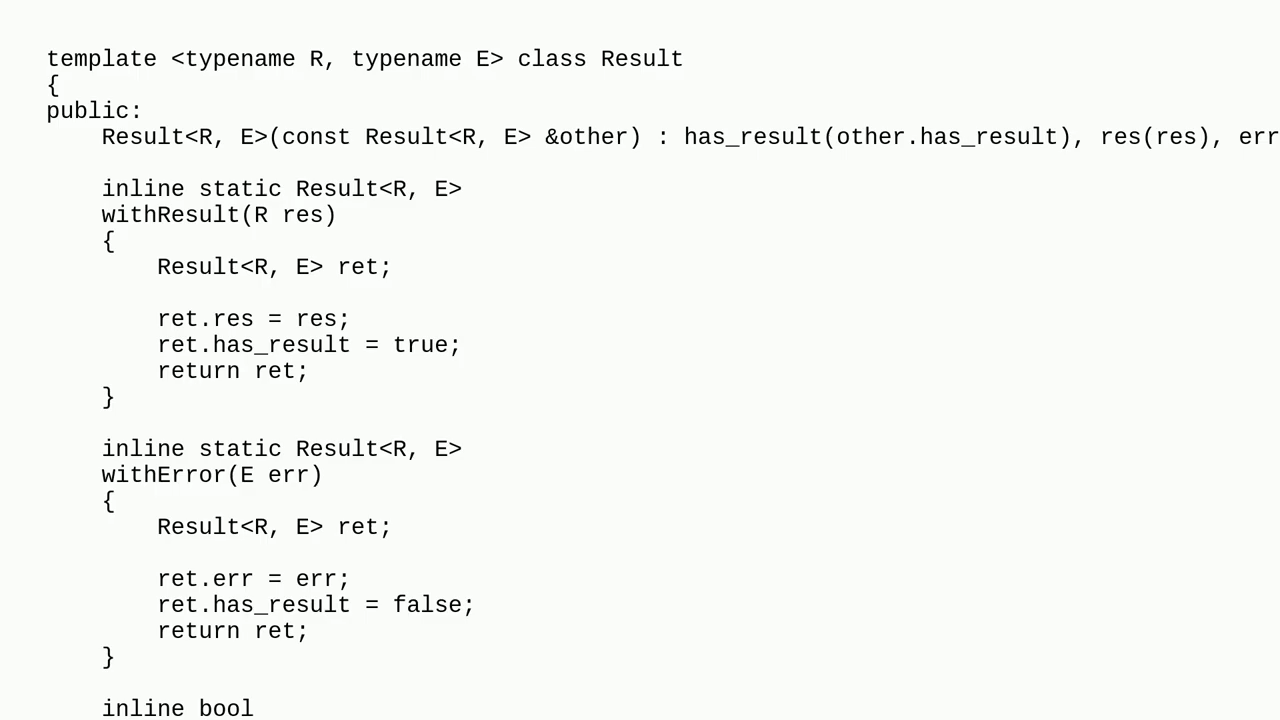 template <typename R, typename E> class Result
{
public:
    Result<R, E>(const Result<R, E> &other) : has_result(other.has_result), res(res), err
    inline static Result<R, E>
    withResult(R res)
    {
        Result<R, E> ret;
        ret.res = res;
        ret.has_result = true;
        return ret;
    }
    inline static Result<R, E>
    withError(E err)
    {
        Result<R, E> ret;
        ret.err = err;
        ret.has_result = false;
        return ret;
    }
    inline bool